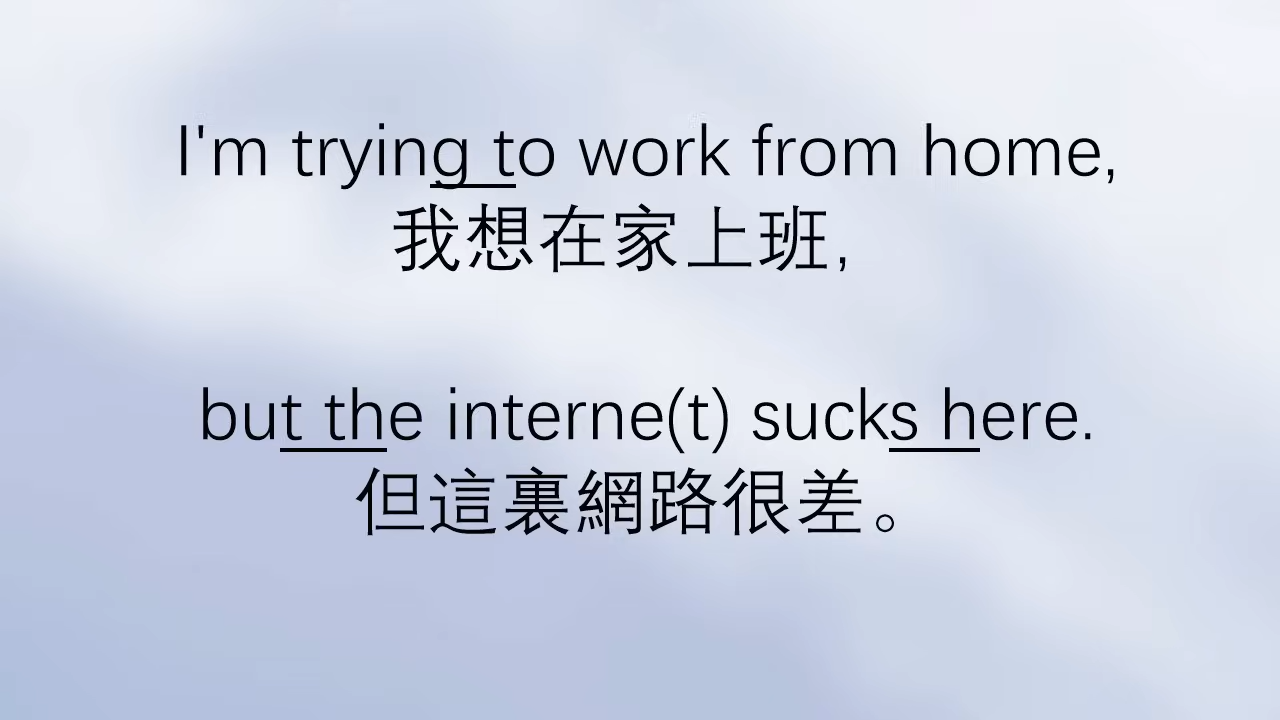 I'm trying to work from home,
我想在家上班,
but the interne(t) sucks here.
但這裏網路很差。